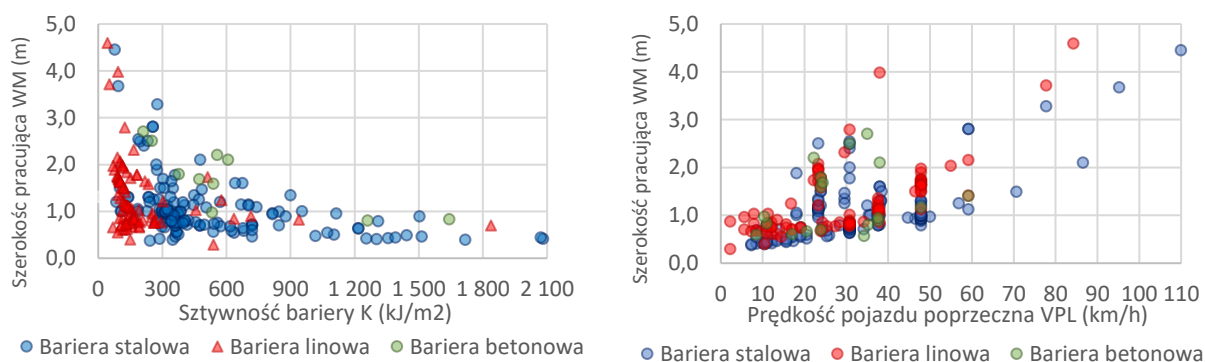 Szerokość pracująca WM (m)
5,0
4,0
3,0
2,0
1,0
0,0
0 300 600 900 1 200 1 500 1 800 2 100
Sztywność bariery K (kJ/m2)
Bariera stalowa Bariera linowa Bariera betonowa
Szerokość pracująca WM (m)
5,0
4,0
3,0
2,0
1,0
0,0
0 10 20 30 40 50 60 70 80 90 100 110
Prędkość pojazdu poprzeczna VPL (km/h)
Bariera stalowa Bariera linowa Bariera betonowa